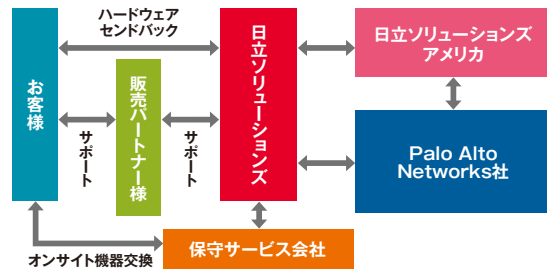 ハードウェア
センドバック
お客様
販売パートナー様
サポート
サポート
日立ソリューションズ
日立ソリューションズ
アメリカ
Palo Alto
Networks社
保守サービス会社
オンサイト機器交換